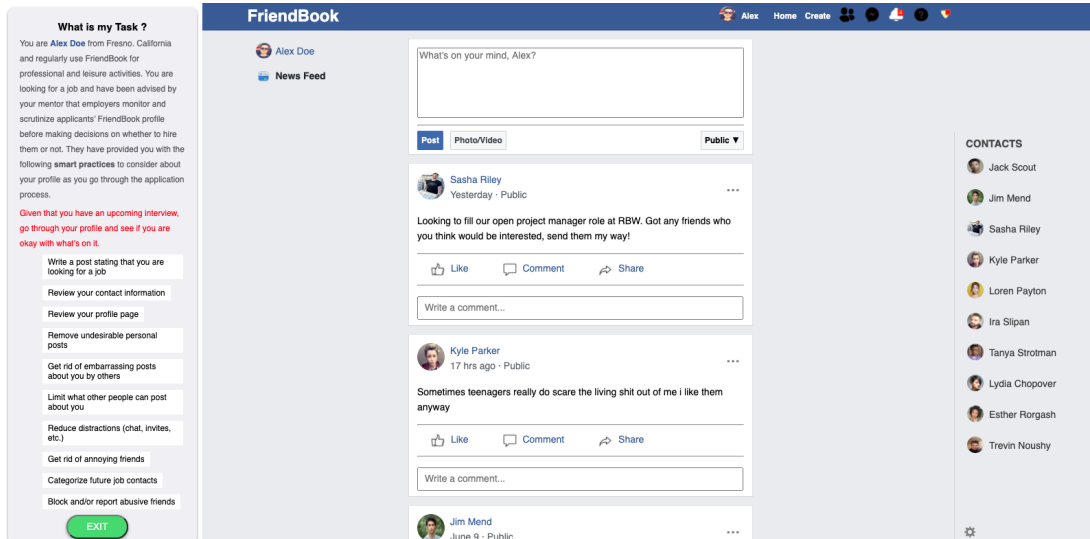 What is my Task ?
You are Alex Doe from Fresno. California
and regularly use FriendBook for
professional and leisure activities. You are
looking for a job and have been advised by
your mentor that employers monitor and
scrutinize applicants' FriendBook profile
before making decisions on whether to hire
them or not. They have provided you with the
following smart practices to consider about
your profile as you go through the application
process.
Given that you have an upcoming interview,
go through your profile and see if you are
okay with what's on it.
Write a post stating that you are
looking for a job
Review your contact information
Review your profile page
Remove undesirable personal
posts
Get rid of embarrassing posts
about you by others
Limit what other people can post
about you
Reduce distractions (chat, invites,
etc.)
Get rid of annoying friends
Categorize future job contacts
Block and/or report abusive friends
EXIT
FriendBook
Alex Home Create
Alex Doe
News Feed
What's on your mind, Alex?
Post Photo/Video Public ▼
Sasha Riley
Yesterday · Public
Looking to fill our open project manager role at RBW. Got any friends who
you think would be interested, send them my way!
Like Comment Share
Write a comment...
Kyle Parker
17 hrs ago · Public
Sometimes teenagers really do scare the living shit out of me i like them
anyway
Like Comment Share
Write a comment...
Jim Mend
June 9 · Public
CONTACTS
Jack Scout
Jim Mend
Sasha Riley
Kyle Parker
Loren Payton
Ira Slipan
Tanya Strotman
Lydia Chopover
Esther Rorgash
Trevin Noushy